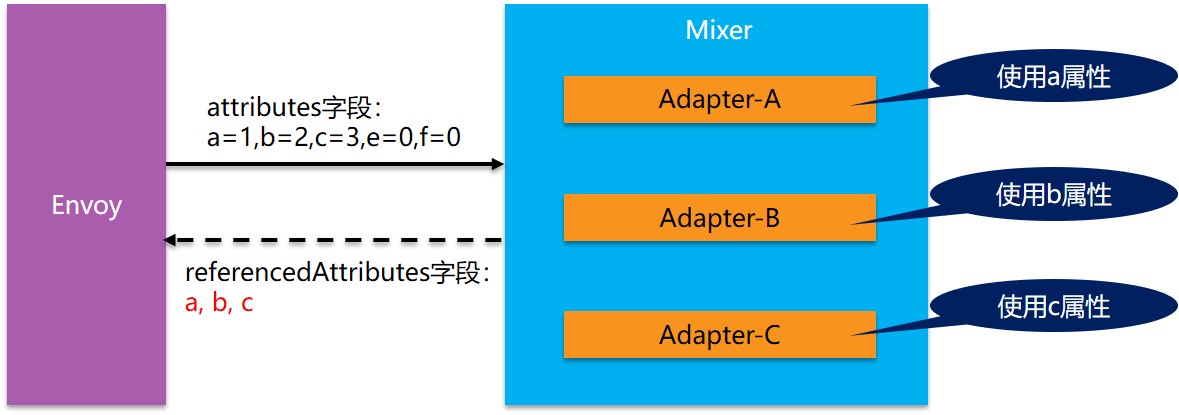 Mixer
Adapter-A
使用a属性
attributes字段：
a=1,b=2,c=3,e=0,f=0
Envoy
Adapter-B
使用b属性
referencedAttributes字段：
a, b, c
Adapter-C
使用c属性